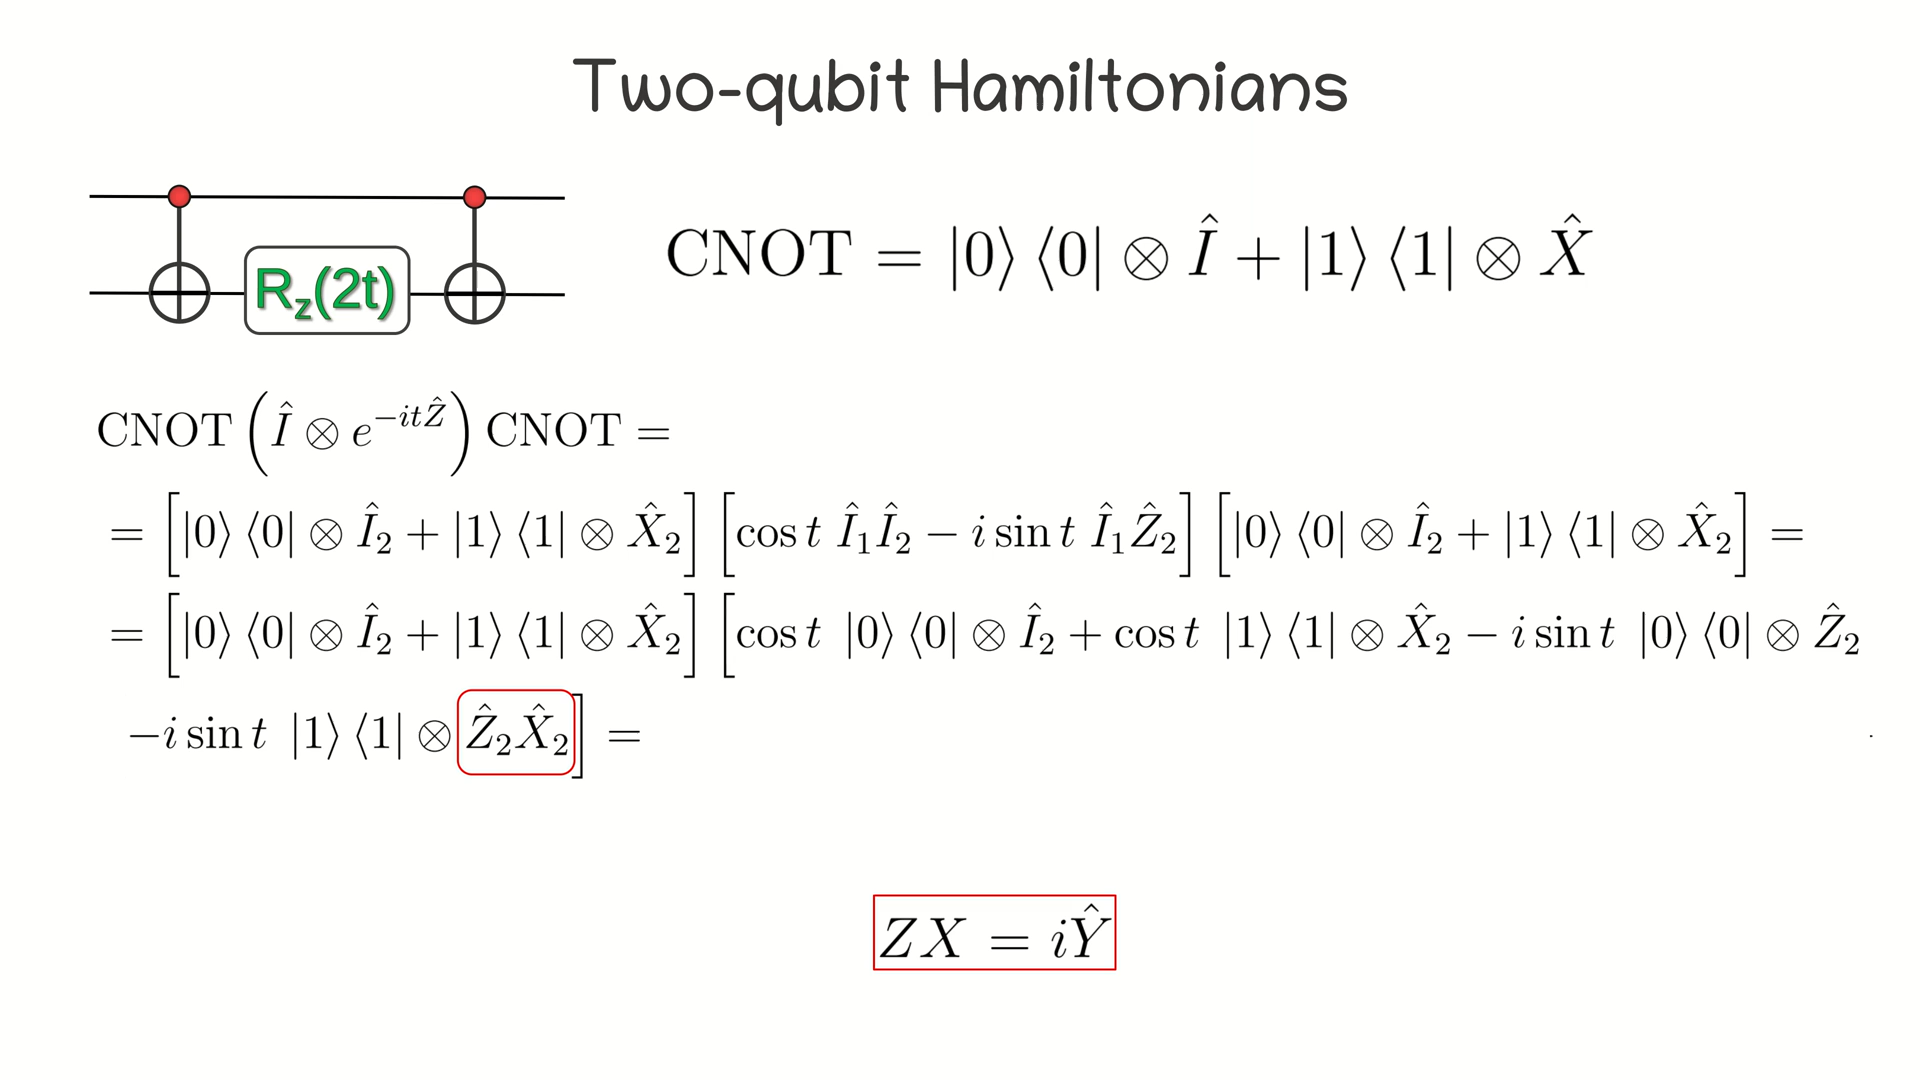 Two-qubit Hamiltonians
R_z(2t)
CNOT = |0⟩⟨0| ⊗ Î + |1⟩⟨1| ⊗ X̂
CNOT (Î ⊗ e^{-itẐ}) CNOT =
= [|0⟩⟨0| ⊗ Î₂ + |1⟩⟨1| ⊗ X̂₂] [cos t Î₁Î₂ − i sin t Î₁Ẑ₂] [|0⟩⟨0| ⊗ Î₂ + |1⟩⟨1| ⊗ X̂₂] =
= [|0⟩⟨0| ⊗ Î₂ + |1⟩⟨1| ⊗ X̂₂] [cos t |0⟩⟨0| ⊗ Î₂ + cos t |1⟩⟨1| ⊗ X̂₂ − i sin t |0⟩⟨0| ⊗ Ẑ₂
−i sin t |1⟩⟨1| ⊗ Ẑ₂X̂₂] =
ZX = iŶ